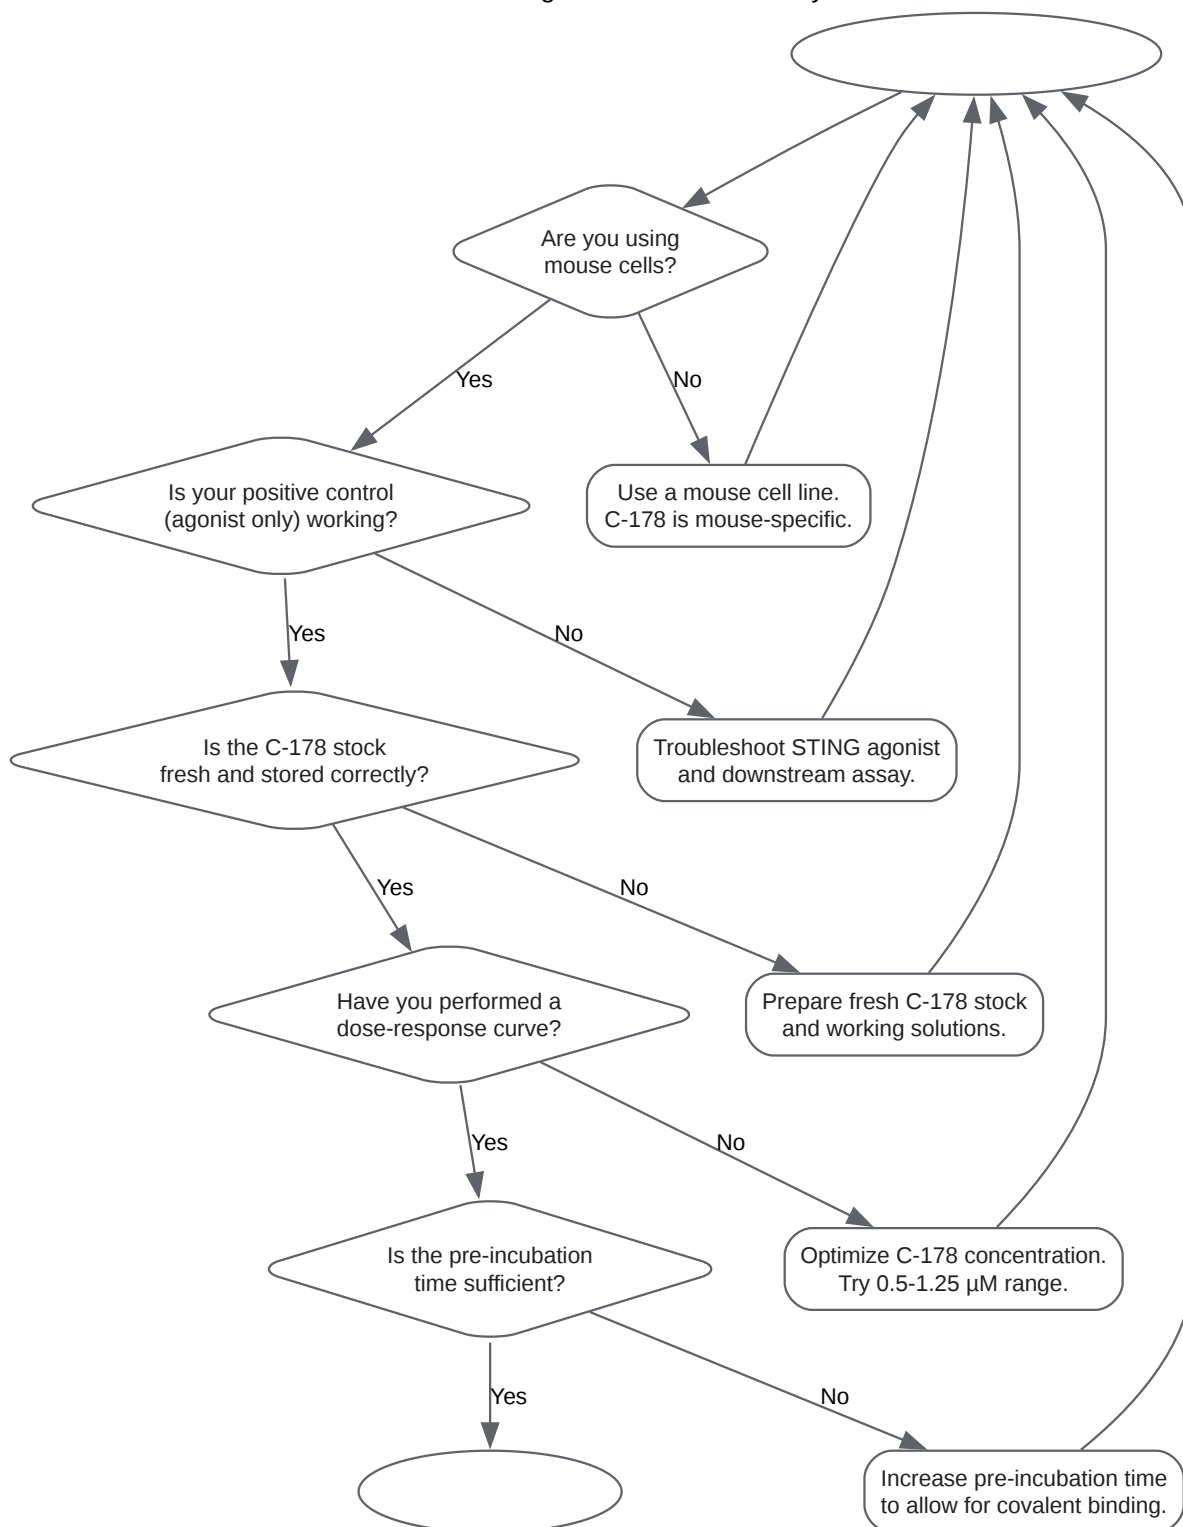 Are you using
mouse cells?
Yes
No
Is your positive control
(agonist only) working?
Use a mouse cell line.
C-178 is mouse-specific.
Yes
No
Is the C-178 stock
fresh and stored correctly?
Troubleshoot STING agonist
and downstream assay.
Yes
No
Have you performed a
dose-response curve?
Prepare fresh C-178 stock
and working solutions.
Yes
No
Is the pre-incubation
time sufficient?
Optimize C-178 concentration.
Try 0.5-1.25 µM range.
Yes
No
Increase pre-incubation time
to allow for covalent binding.